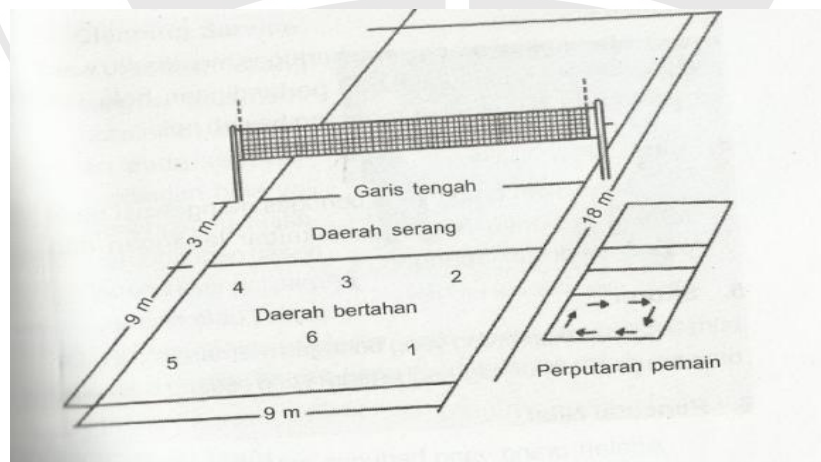 Garis tengah
3 m
Daerah serang
18 m
4 3 2
9 m
Daerah bertahan
6
5 1
Perputaran pemain
9 m